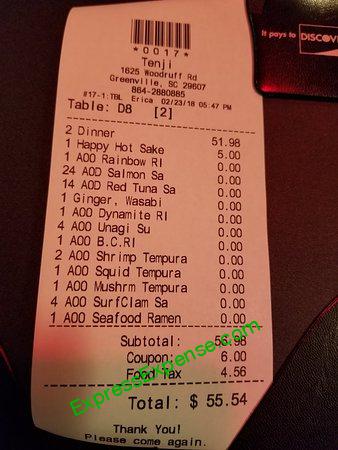 It pays to DISCOVE
*0017*
Tenji
1625 Woodruff Rd
Greenville, SC 29607
864-2880885
#17-1:TBL Erica 02/23/18 05:47 PM
Table: D8 [2]
2 Dinner 51.98
1 Happy Hot Sake 5.00
1 A00 Rainbow RI 0.00
24 A0D Salmon Sa 0.00
14 A0D Red Tuna Sa 0.00
1 Ginger, Wasabi 0.00
1 A00 Dynamite RI 0.00
4 A00 Unagi Su 0.00
1 A00 B.C.RI 0.00
2 A00 Shrimp Tempura 0.00
1 A00 Squid Tempura 0.00
1 A00 Mushrm Tempura 0.00
4 A00 SurfClam Sa 0.00
1 A00 Seafood Ramen 0.00
Subtotal: 56.98
Coupon: 6.00
Food Tax 4.56
Total: $ 55.54
Thank You!
Please come again.
ExpressExpense.com